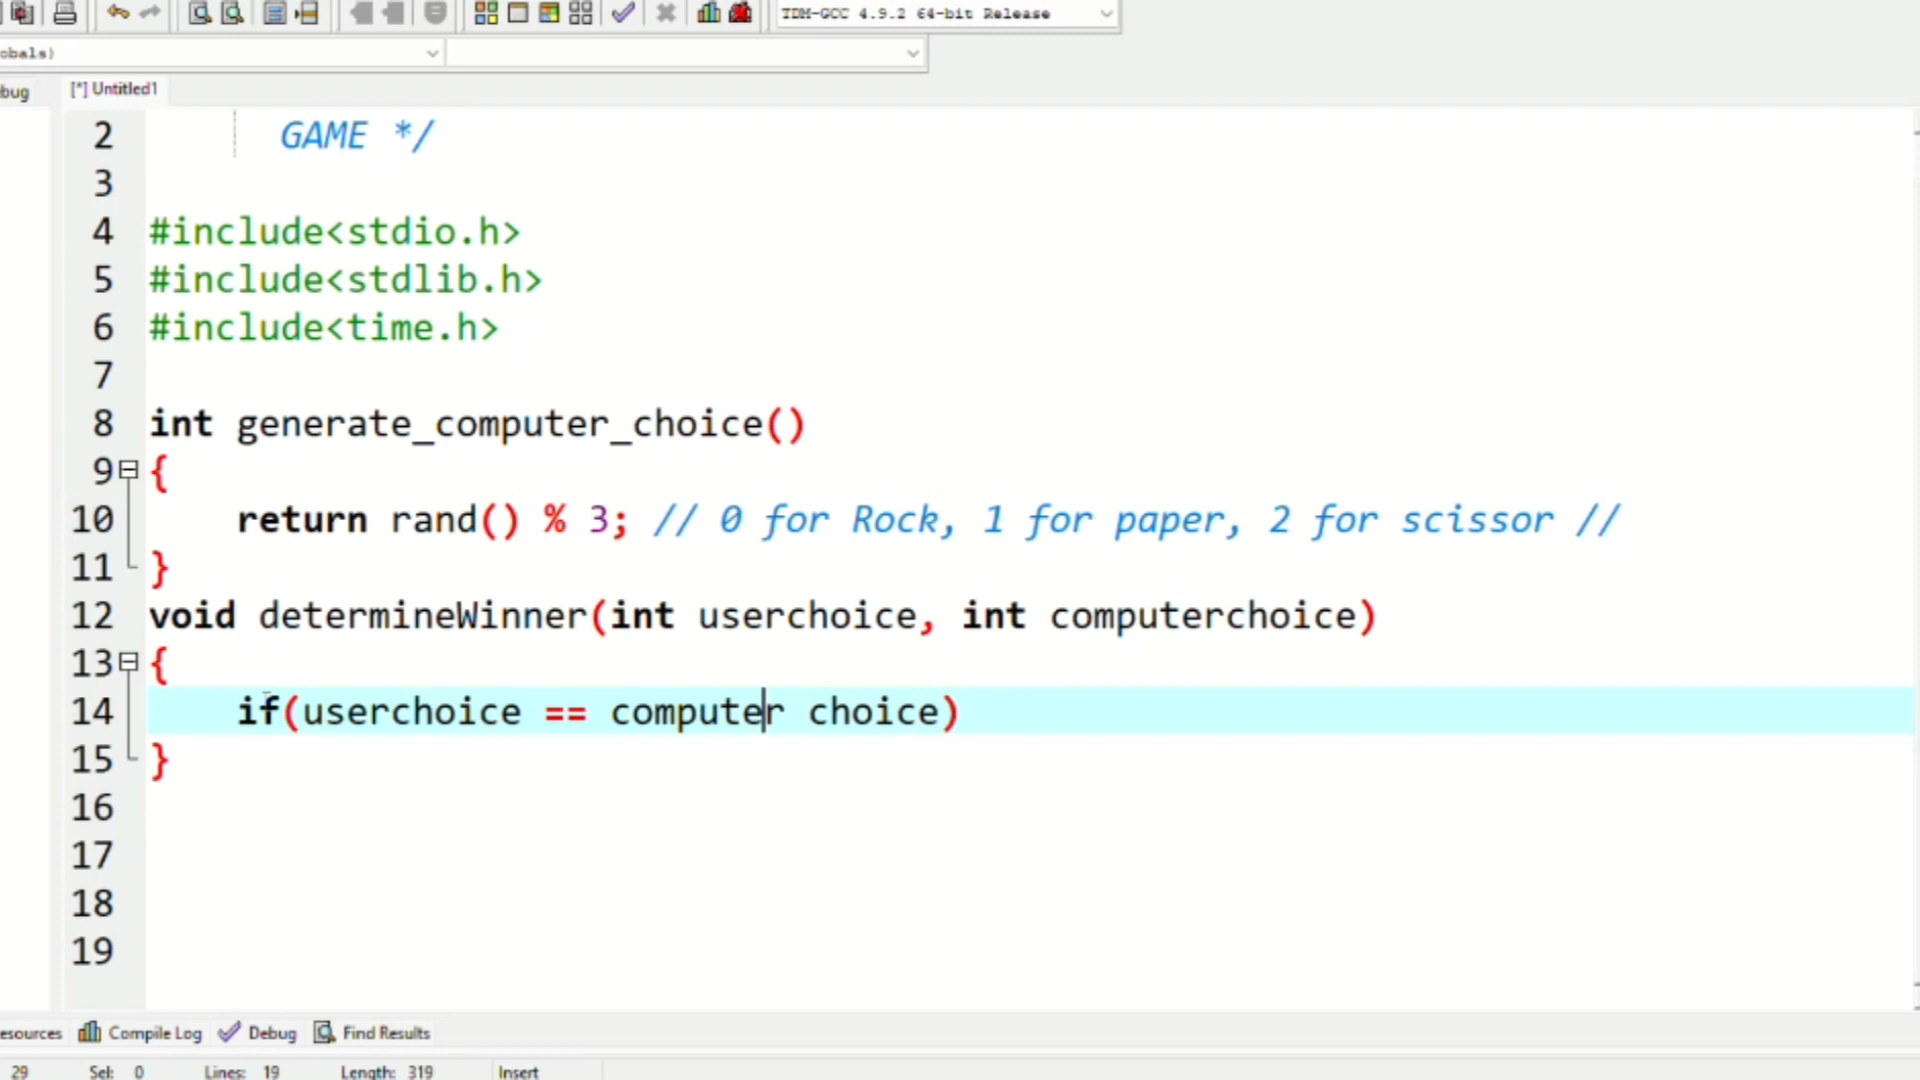 TDM-GCC 4.9.2 64-bit Release
obals)
bug
[*] Untitled1
2 GAME */
3
4 #include<stdio.h>
5 #include<stdlib.h>
6 #include<time.h>
7
8 int generate_computer_choice()
9 {
10 return rand() % 3; // 0 for Rock, 1 for paper, 2 for scissor //
11 }
12 void determineWinner(int userchoice, int computerchoice)
13 {
14 if(userchoice == computer choice)
15 }
16
17
18
19
esources Compile Log Debug Find Results
29 Sel: 0 Lines: 19 Length: 319 Insert